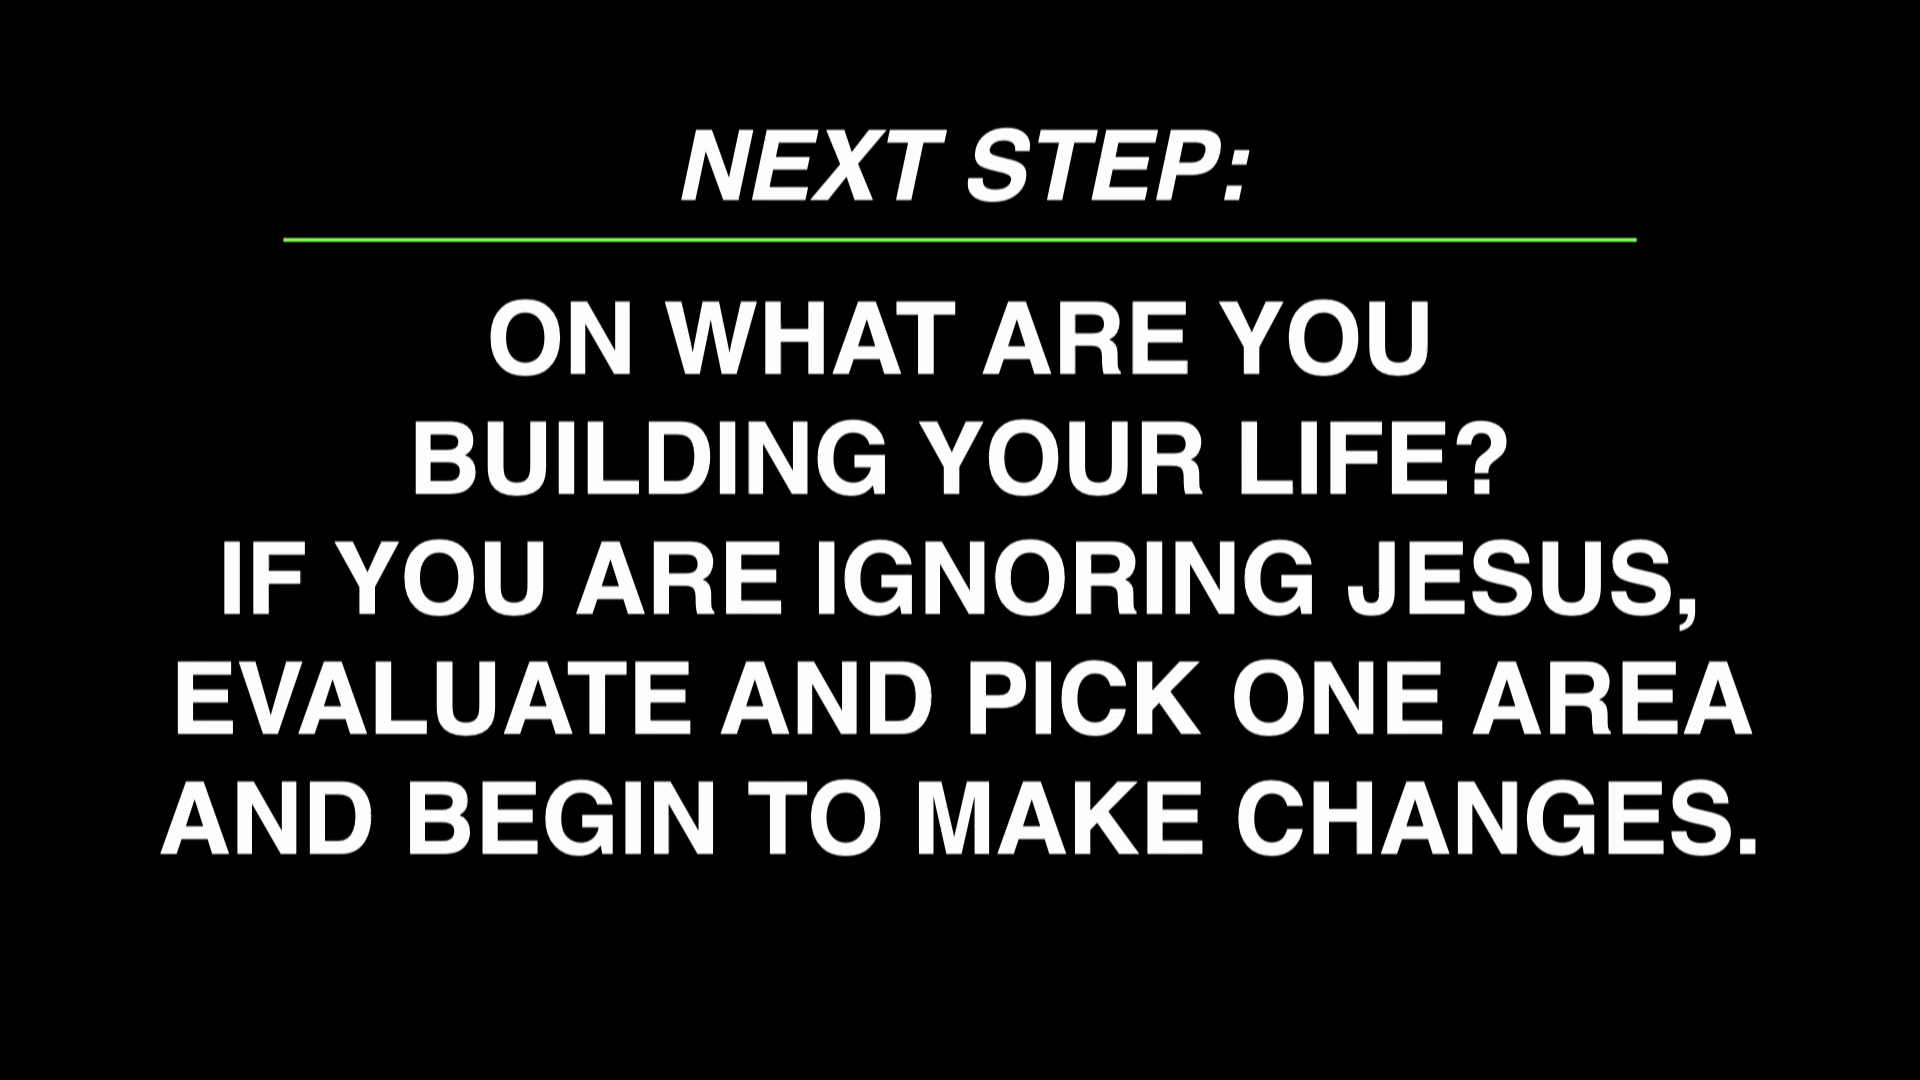 NEXT STEP:
ON WHAT ARE YOU
BUILDING YOUR LIFE?
IF YOU ARE IGNORING JESUS,
EVALUATE AND PICK ONE AREA
AND BEGIN TO MAKE CHANGES.